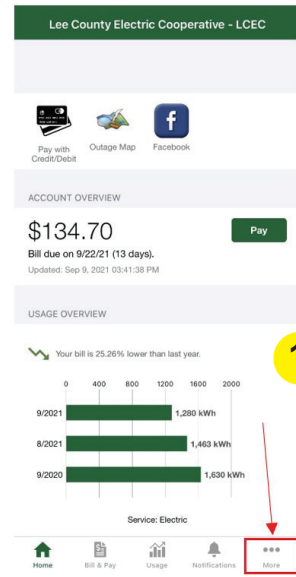 Lee County Electric Cooperative - LCEC
Pay with
Credit/Debit
Outage Map
Facebook
ACCOUNT OVERVIEW
$134.70
Pay
Bill due on 9/22/21 (13 days).
Updated: Sep 9, 2021 03:41:38 PM
USAGE OVERVIEW
Your bill is 25.26% lower than last year.
1
0 400 800 1200 1600 2000
9/2021 1,280 kWh
8/2021 1,463 kWh
9/2020 1,630 kWh
Service: Electric
Home Bill & Pay Usage Notifications More